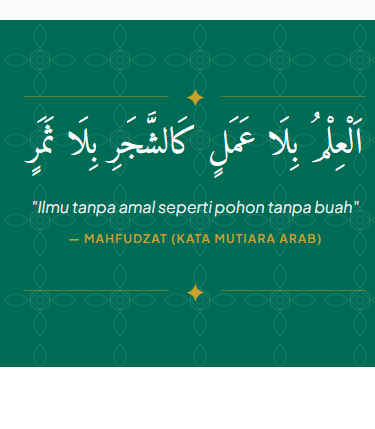 اَلْعِلْمُ بِلَا عَمَلٍ كَالشَّجَرِ بِلَا ثَمَرٍ
"Ilmu tanpa amal seperti pohon tanpa buah"
— MAHFUDZAT (KATA MUTIARA ARAB)